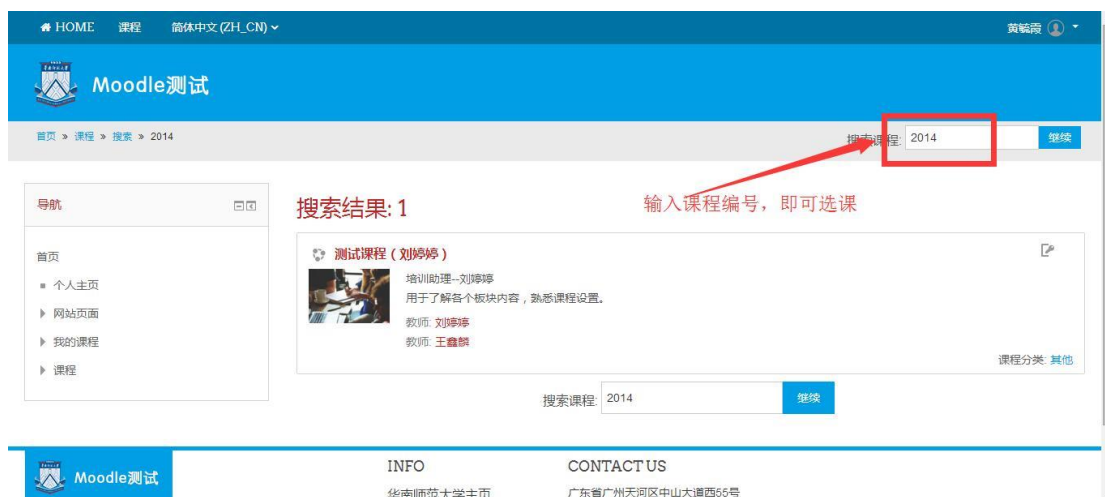 HOME 课程 简体中文 (ZH_CN) 黄毓霞
Moodle测试
首页 » 课程 » 搜索 » 2014 搜索课程: 2014 继续
导航
首页
个人主页
网站页面
我的课程
课程
搜索结果: 1
输入课程编号，即可选课
测试课程（刘婷婷）
培训助理--刘婷婷
用于了解各个板块内容，熟悉课程设置。
教师: 刘婷婷
教师: 王鑫麟
课程分类: 其他
搜索课程: 2014 继续
Moodle测试
INFO
华南师范大学主页
CONTACT US
广东省广州天河区中山大道西55号